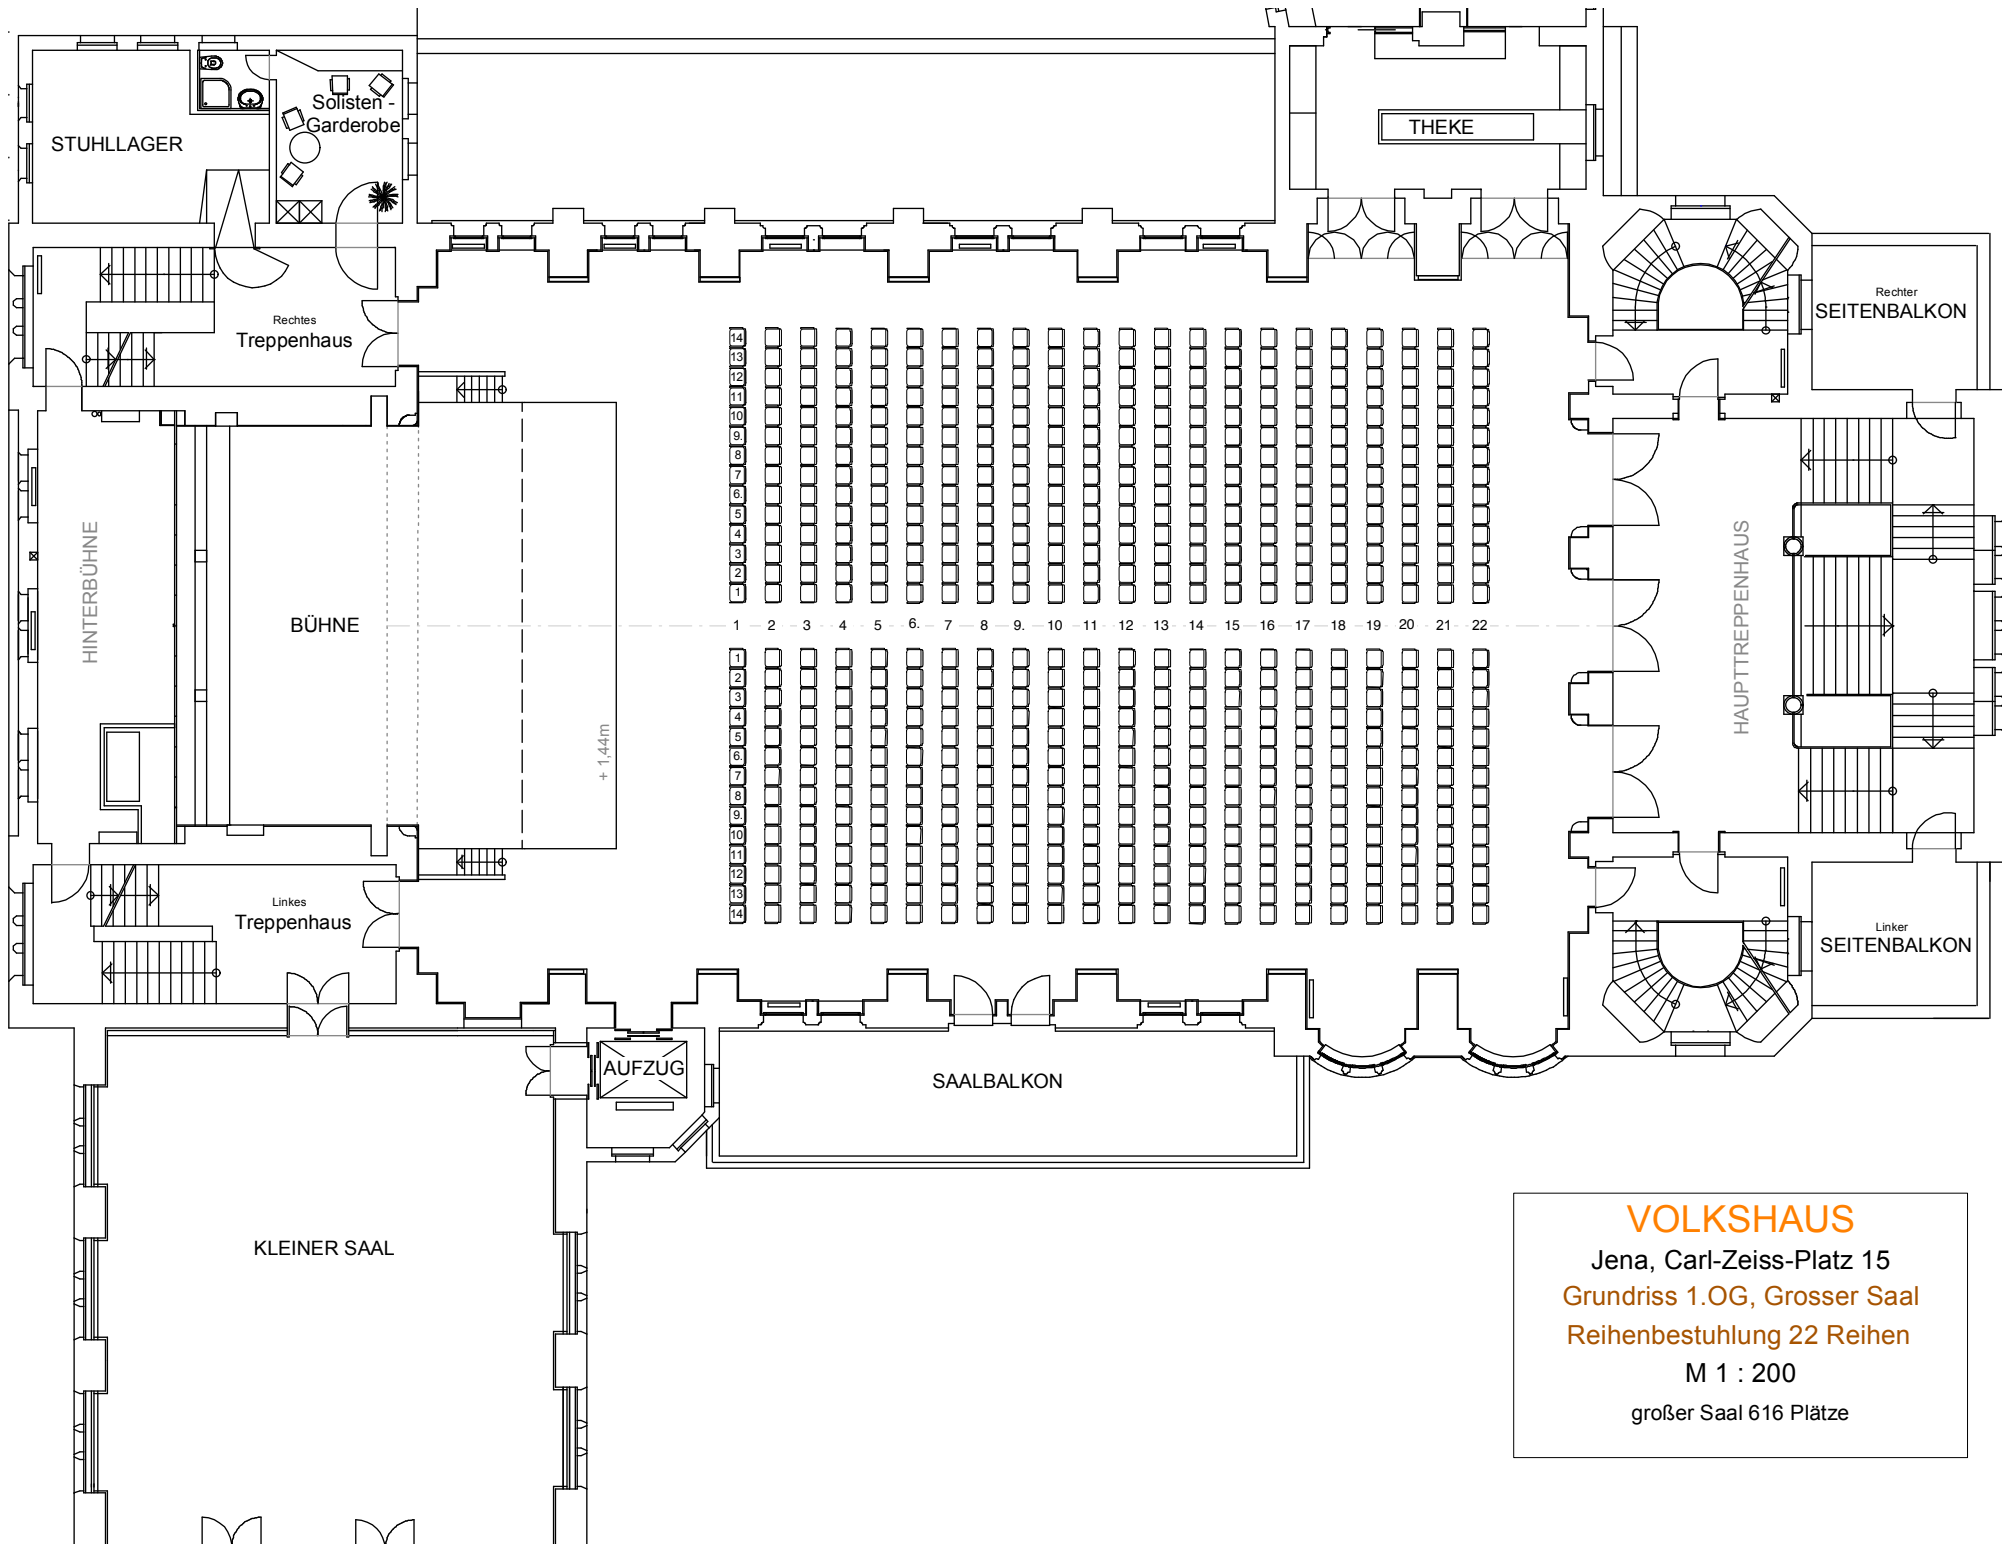 STUHLLAGER
Solisten -
Garderobe
THEKE
Rechtes
Treppenhaus
Rechter
SEITENBALKON
14
13
12
11
10
9.
8
7
6.
5
4
3
2
1
HINTERBÜHNE
BÜHNE
+ 1,44m
1 2 3 4 5 6. 7 8 9. 10 11 12 13 14 15 16 17 18 19 20 21 22
HAUPTTREPPENHAUS
1
2
3
4
5
6.
7
8
9.
10
11
12
13
14
Linkes
Treppenhaus
Linker
SEITENBALKON
AUFZUG
SAALBALKON
KLEINER SAAL
VOLKSHAUS
Jena, Carl-Zeiss-Platz 15
Grundriss 1.OG, Grosser Saal
Reihenbestuhlung 22 Reihen
M 1 : 200
großer Saal 616 Plätze